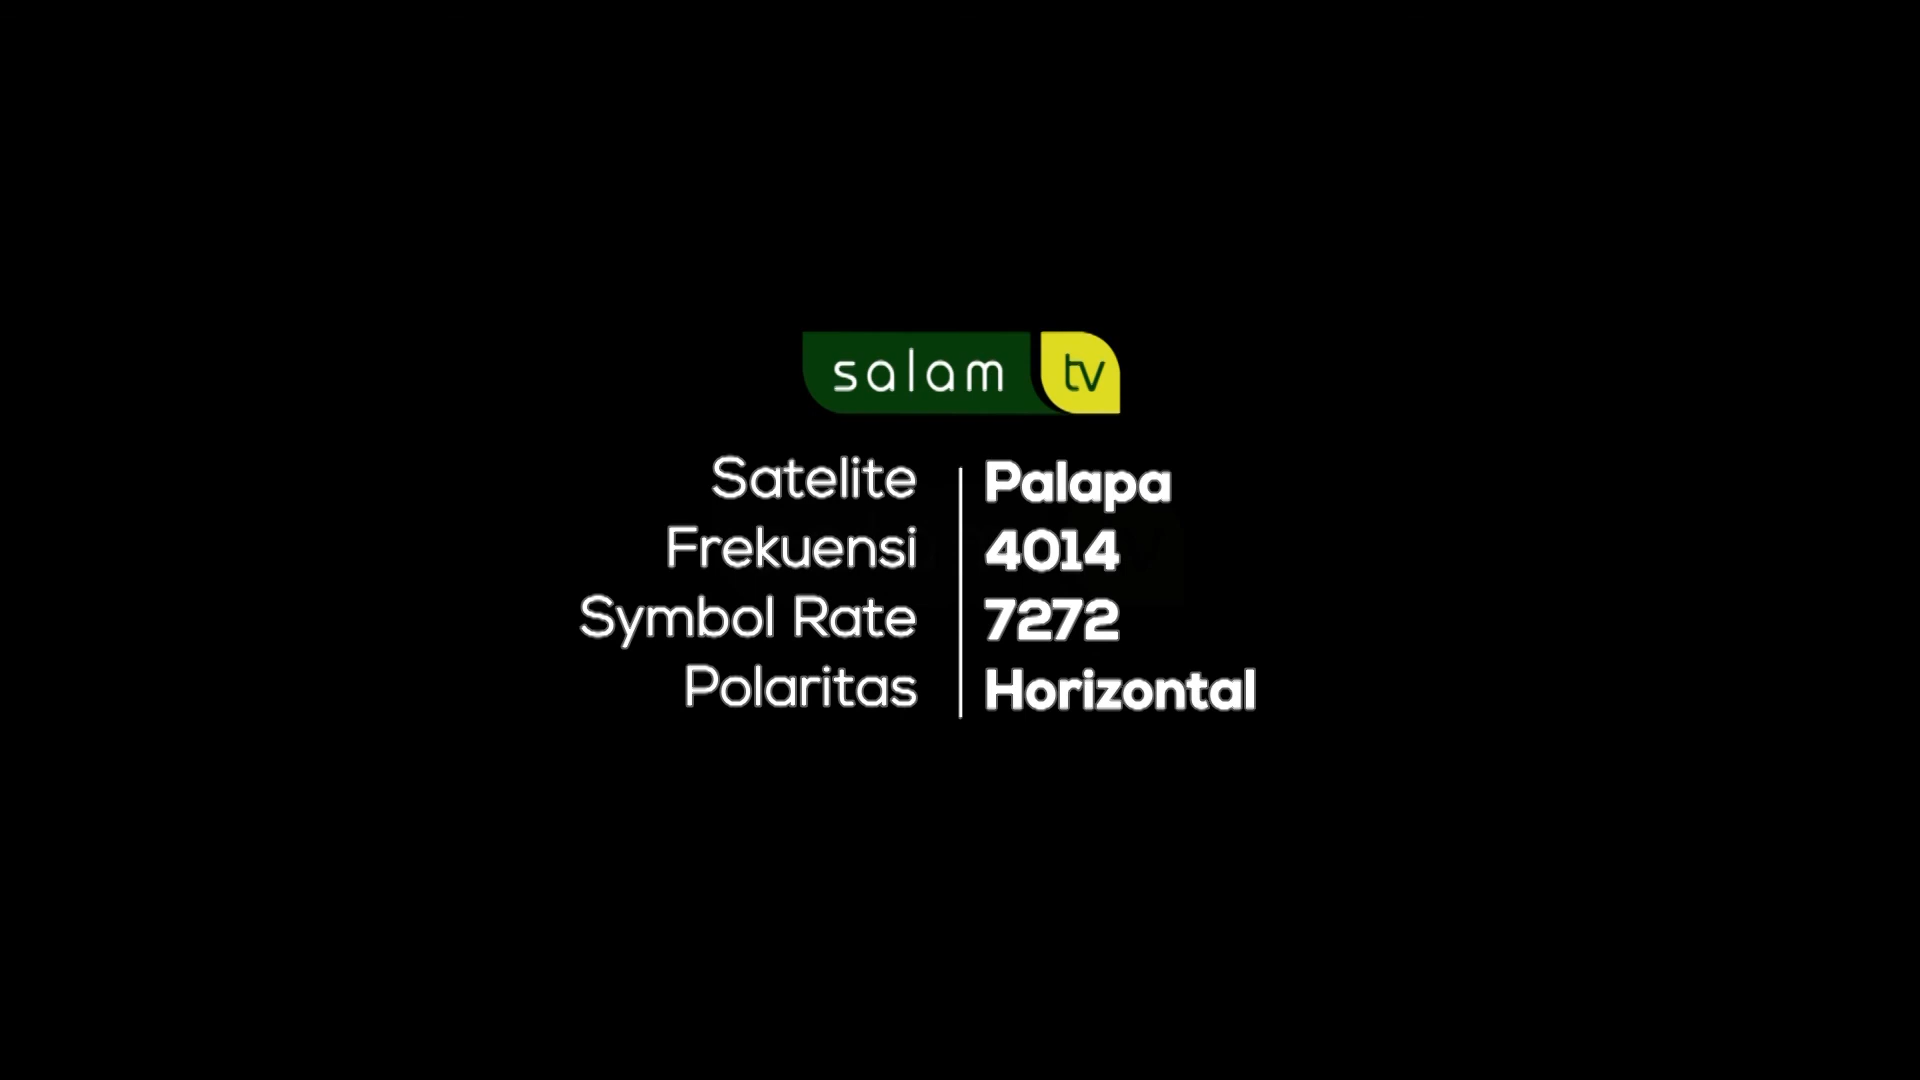 salam tv
Satelite Palapa
Frekuensi 4014
Symbol Rate 7272
Polaritas Horizontal